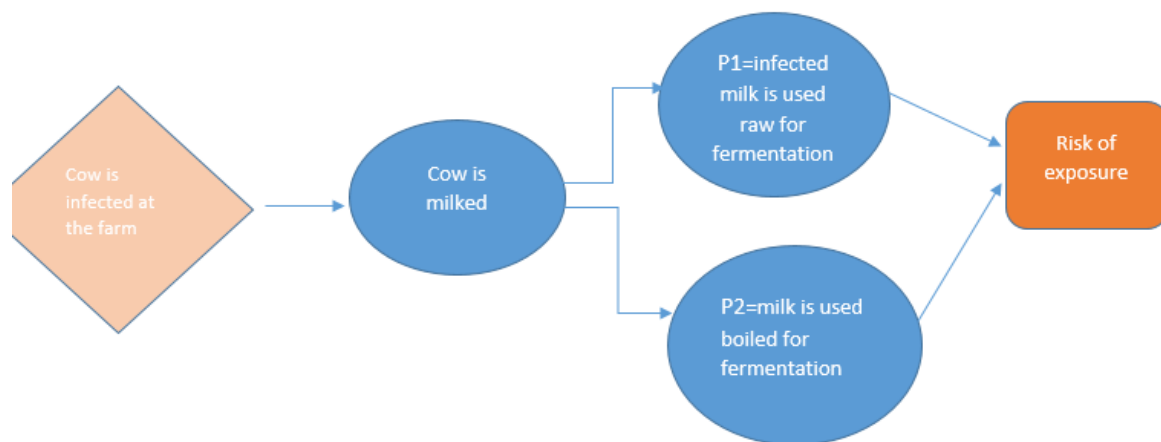 Cow is
infected at
the farm
Cow is
milked
P1=infected
milk is used
raw for
fermentation
P2=milk is used
boiled for
fermentation
Risk of
exposure